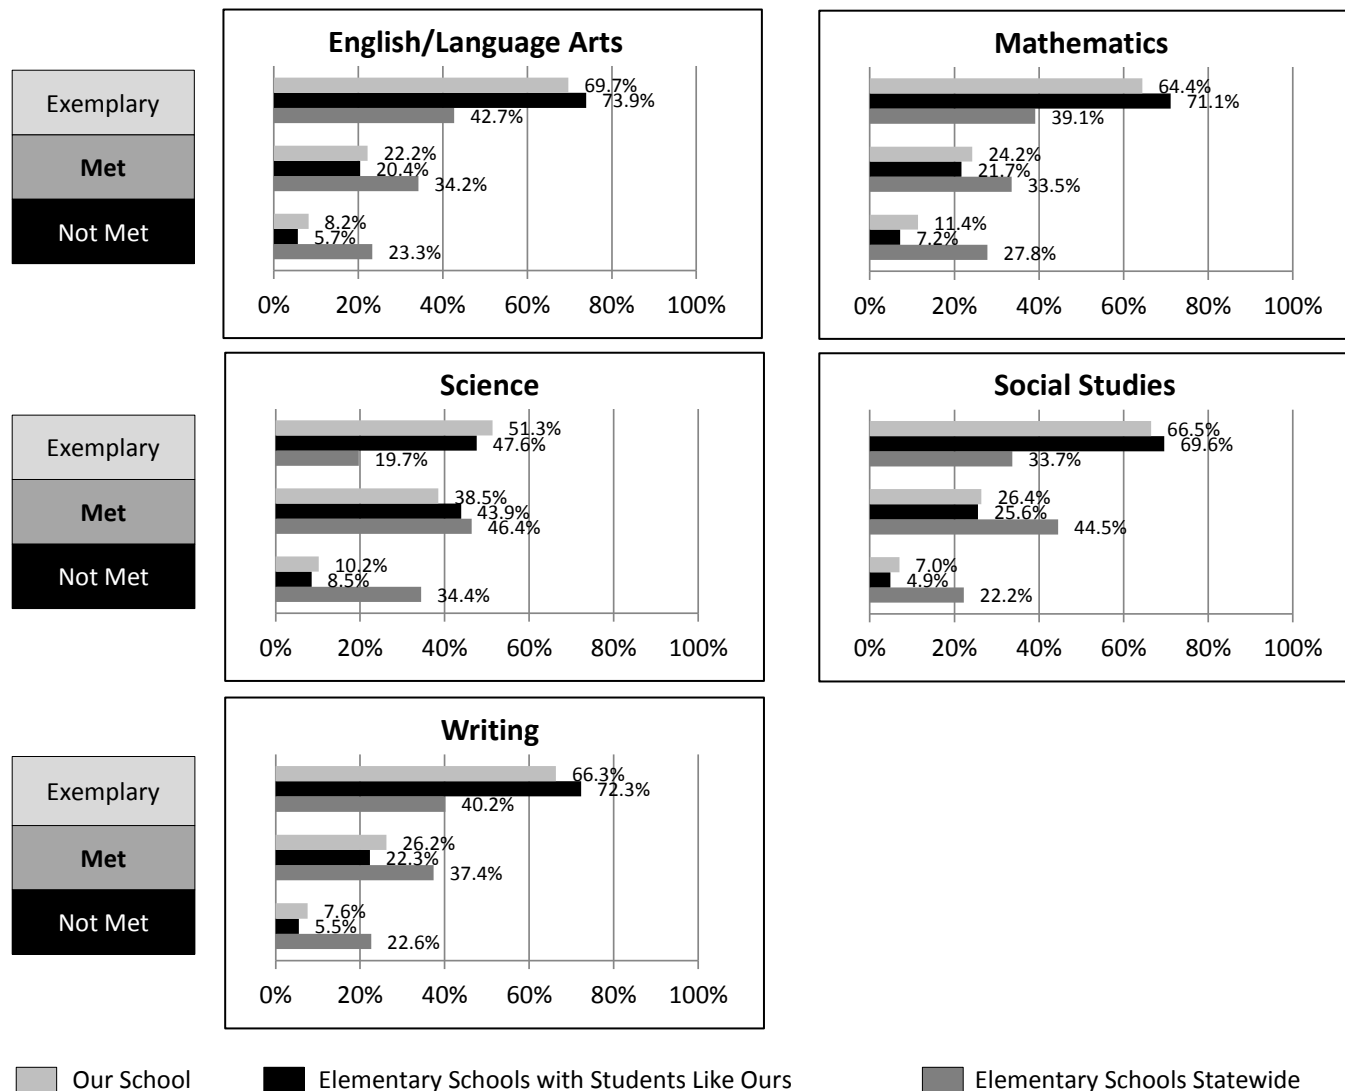 English/Language Arts
Exemplary
Met
Not Met
69.7%
73.9%
42.7%
22.2%
20.4%
34.2%
8.2%
5.7%
23.3%
0% 20% 40% 60% 80% 100%
Mathematics
64.4%
71.1%
39.1%
24.2%
21.7%
33.5%
11.4%
7.2%
27.8%
0% 20% 40% 60% 80% 100%
Science
Exemplary
Met
Not Met
51.3%
47.6%
19.7%
38.5%
43.9%
46.4%
10.2%
8.5%
34.4%
0% 20% 40% 60% 80% 100%
Social Studies
66.5%
69.6%
33.7%
26.4%
25.6%
44.5%
7.0%
4.9%
22.2%
0% 20% 40% 60% 80% 100%
Writing
Exemplary
Met
Not Met
66.3%
72.3%
40.2%
26.2%
22.3%
37.4%
7.6%
5.5%
22.6%
0% 20% 40% 60% 80% 100%
Our School Elementary Schools with Students Like Ours Elementary Schools Statewide